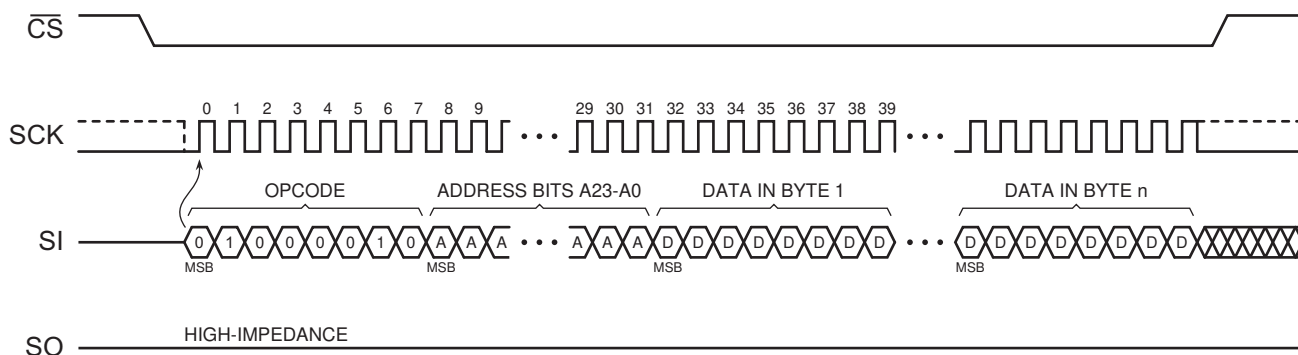 CS
SCK
0 1 2 3 4 5 6 7 8 9 29 30 31 32 33 34 35 36 37 38 39
OPCODE ADDRESS BITS A23-A0 DATA IN BYTE 1 DATA IN BYTE n
SI
0 1 0 0 0 0 1 0 A A A A A A D D D D D D D D D D D D D D D D
MSB MSB MSB MSB
HIGH-IMPEDANCE
SO